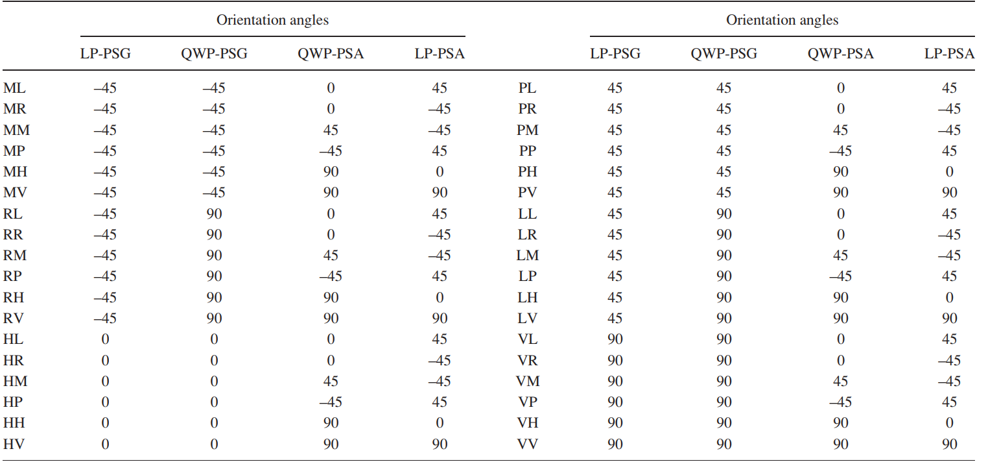 Orientation angles Orientation angles
LP-PSG QWP-PSG QWP-PSA LP-PSA LP-PSG QWP-PSG QWP-PSA LP-PSA
ML –45 –45 0 45 PL 45 45 0 45
MR –45 –45 0 –45 PR 45 45 0 –45
MM –45 –45 45 –45 PM 45 45 45 –45
MP –45 –45 –45 45 PP 45 45 –45 45
MH –45 –45 90 0 PH 45 45 90 0
MV –45 –45 90 90 PV 45 45 90 90
RL –45 90 0 45 LL 45 90 0 45
RR –45 90 0 –45 LR 45 90 0 –45
RM –45 90 45 –45 LM 45 90 45 –45
RP –45 90 –45 45 LP 45 90 –45 45
RH –45 90 90 0 LH 45 90 90 0
RV –45 90 90 90 LV 45 90 90 90
HL 0 0 0 45 VL 90 90 0 45
HR 0 0 0 –45 VR 90 90 0 –45
HM 0 0 45 –45 VM 90 90 45 –45
HP 0 0 –45 45 VP 90 90 –45 45
HH 0 0 90 0 VH 90 90 90 0
HV 0 0 90 90 VV 90 90 90 90